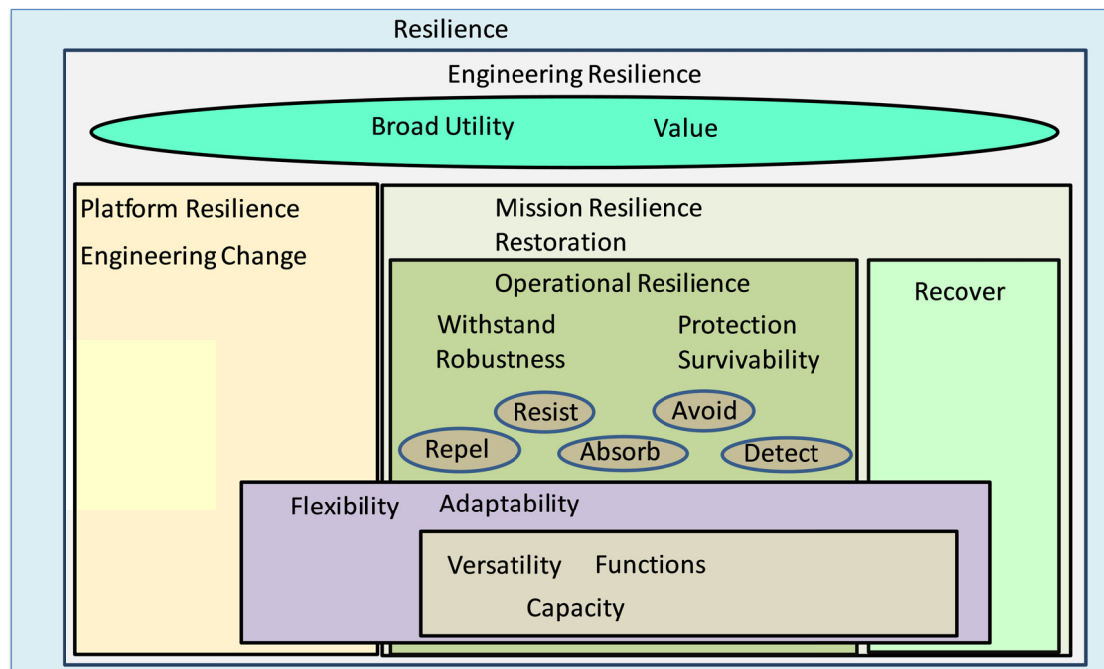 Resilience
Engineering Resilience
Broad Utility
Value
Platform Resilience
Engineering Change
Mission Resilience
Restoration
Operational Resilience
Withstand
Robustness
Protection
Survivability
Resist
Avoid
Repel
Absorb
Detect
Recover
Flexibility
Adaptability
Versatility
Functions
Capacity